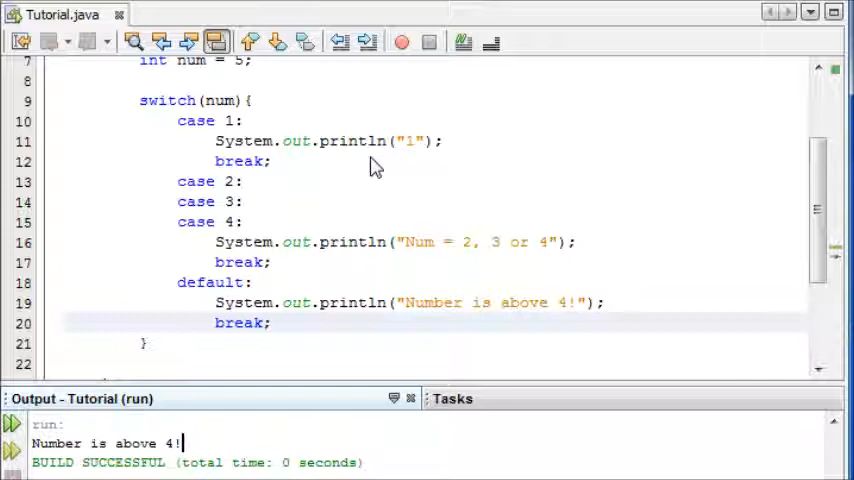 Tutorial.java
7 int num = 5;
8
9 switch(num){
10 case 1:
11 System.out.println("1");
12 break;
13 case 2:
14 case 3:
15 case 4:
16 System.out.println("Num = 2, 3 or 4");
17 break;
18 default:
19 System.out.println("Number is above 4!");
20 break;
21 }
22
Output - Tutorial (run)
Tasks
run:
Number is above 4!
BUILD SUCCESSFUL (total time: 0 seconds)